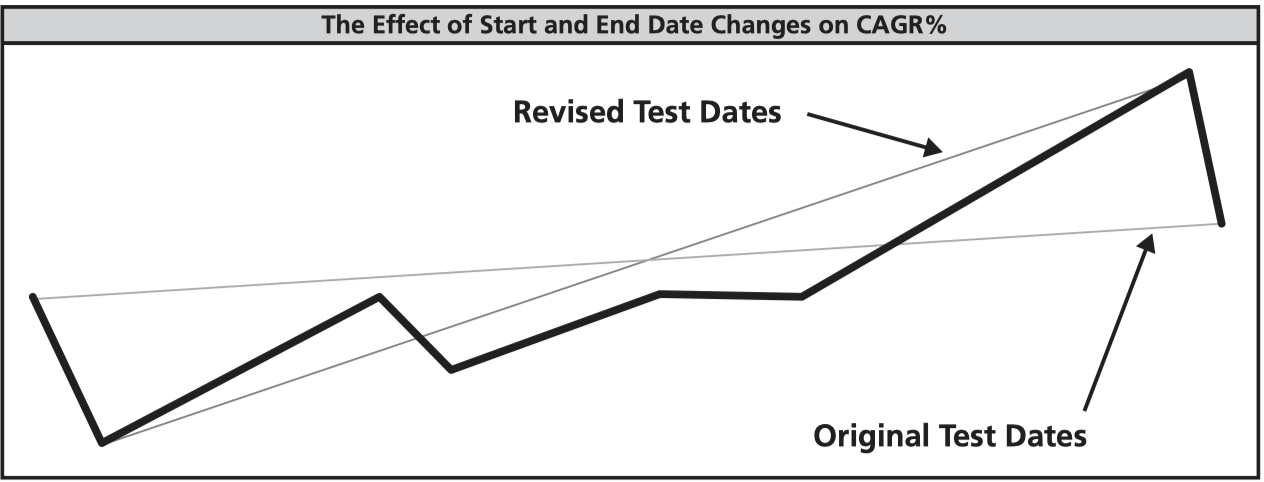 The Effect of Start and End Date Changes on CAGR%
Revised Test Dates
Original Test Dates